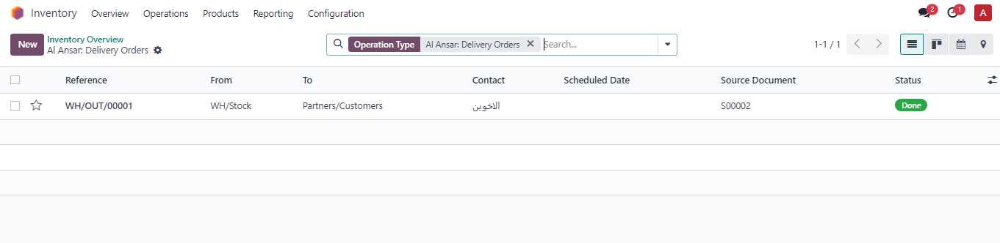 Inventory Overview Operations Products Reporting Configuration 2 1 A
New Inventory Overview
Al Ansar: Delivery Orders
Operation Type Al Ansar: Delivery Orders Search... 1-1 / 1
Reference From To Contact Scheduled Date Source Document Status
WH/OUT/00001 WH/Stock Partners/Customers الاخوين S00002 Done